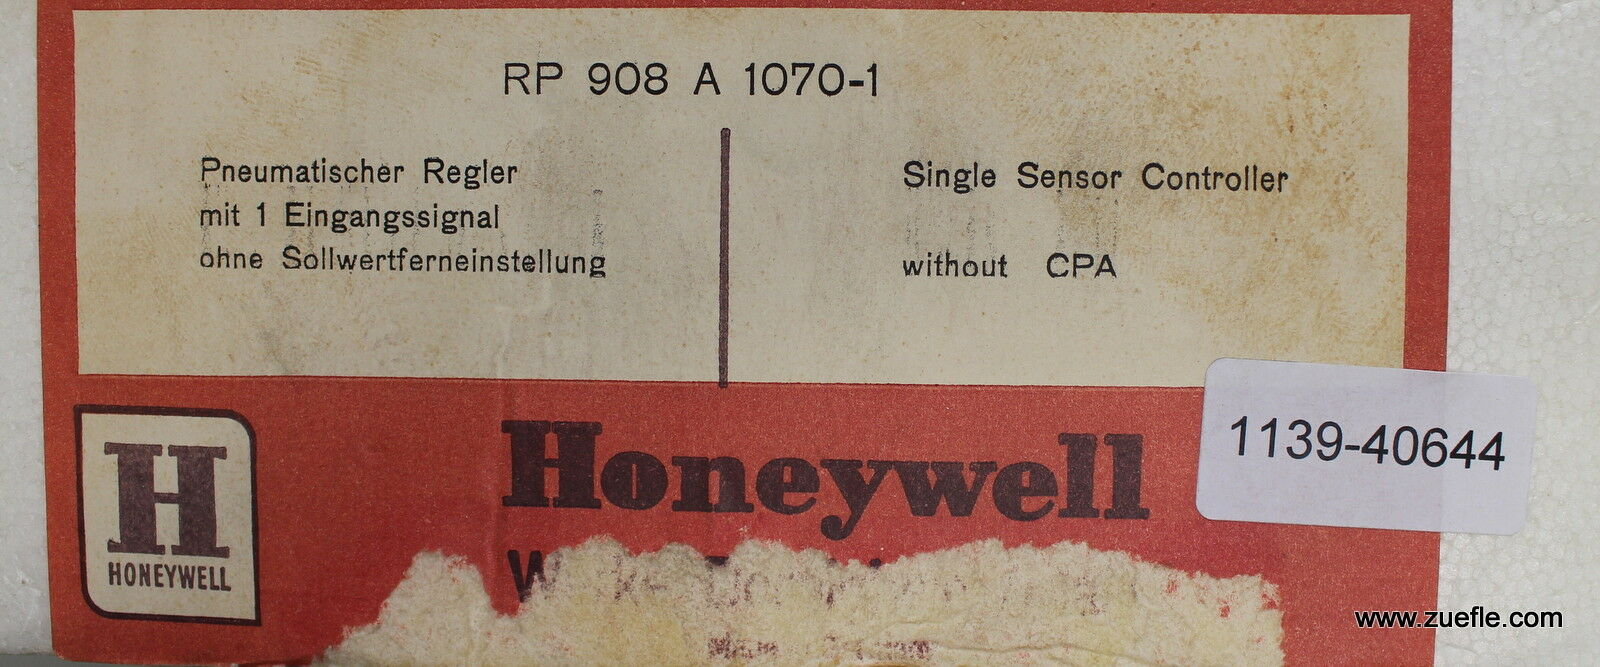 RP 908 A 1070-1
Pneumatischer Regler
mit 1 Eingangssignal
ohne Sollwertferneinstellung
Single Sensor Controller
without CPA
H
HONEYWELL
Honeywell
1139-40644
www.zuefle.com